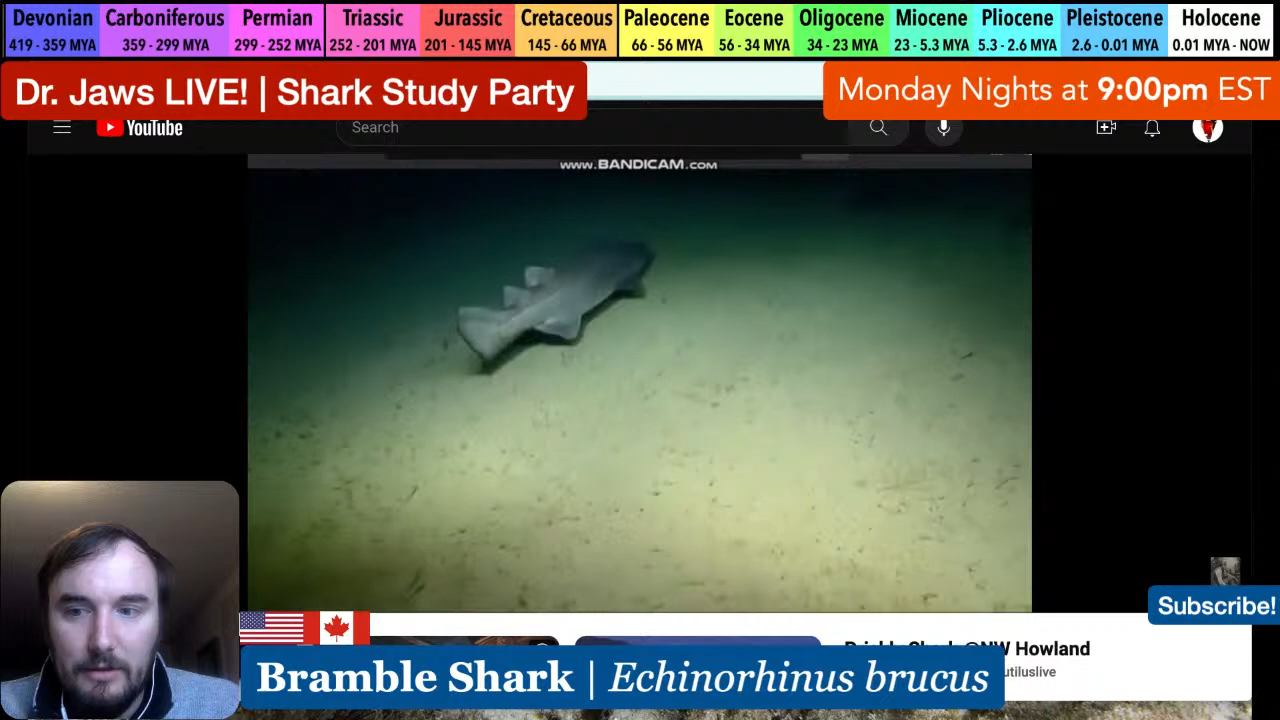 Devonian Carboniferous Permian Triassic Jurassic Cretaceous Paleocene Eocene Oligocene Miocene Pliocene Pleistocene Holocene
419 - 359 MYA 359 - 299 MYA 299 - 252 MYA 252 - 201 MYA 201 - 145 MYA 145 - 66 MYA 66 - 56 MYA 56 - 34 MYA 34 - 23 MYA 23 - 5.3 MYA 5.3 - 2.6 MYA 2.6 - 0.01 MYA 0.01 MYA - NOW
Dr. Jaws LIVE! | Shark Study Party
Monday Nights at 9:00pm EST
YouTube
Search
www.BANDICAM.com
Subscribe!
Howland
Bramble Shark | Echinorhinus brucus